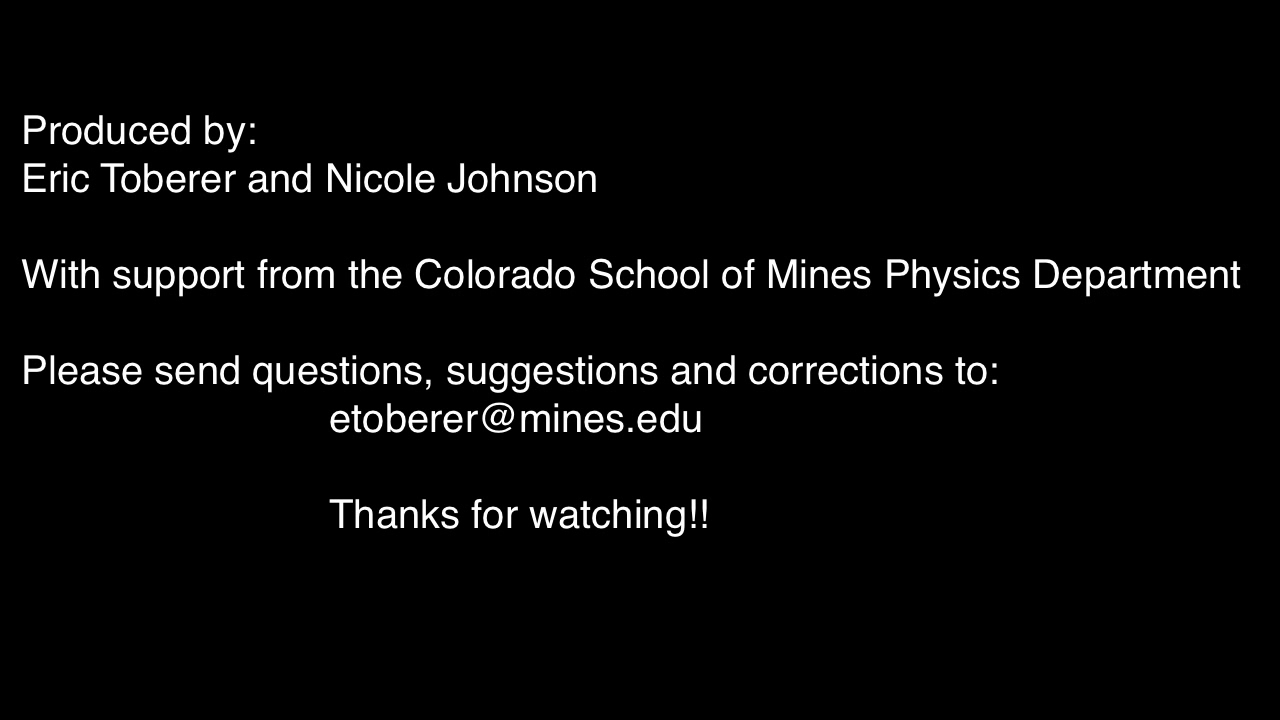 Produced by:
Eric Toberer and Nicole Johnson
With support from the Colorado School of Mines Physics Department
Please send questions, suggestions and corrections to:
etoberer@mines.edu
Thanks for watching!!